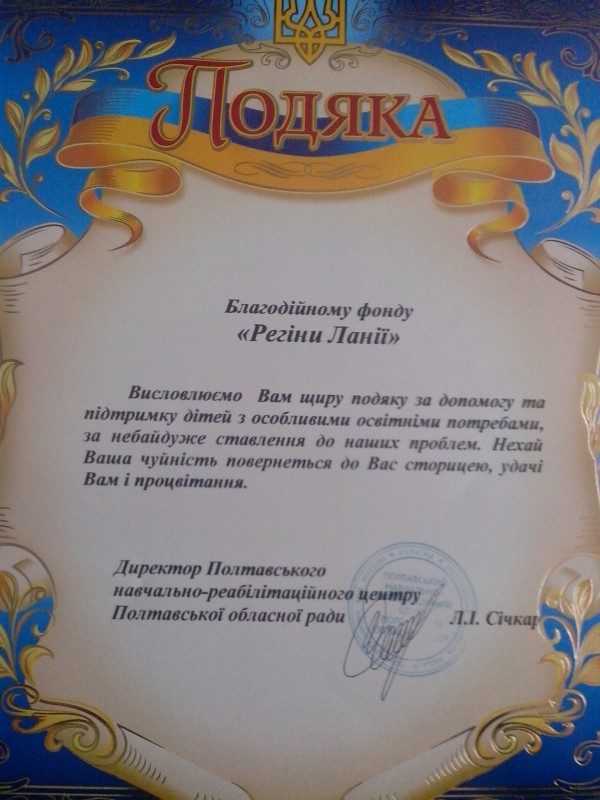 Подяка
Благодійному фонду
«Регіни Ланії»
Висловлюємо Вам щиру подяку за допомогу та
підтримку дітей з особливими освітніми потребами,
за небайдуже ставлення до наших проблем. Нехай
Ваша чуйність повернеться до Вас сторицею, удачі
Вам і процвітання.
Директор Полтавського
навчально-реабілітаційного центру
Полтавської обласної ради Л.І. Січкар
ПОЛТАВСЬКИЙ